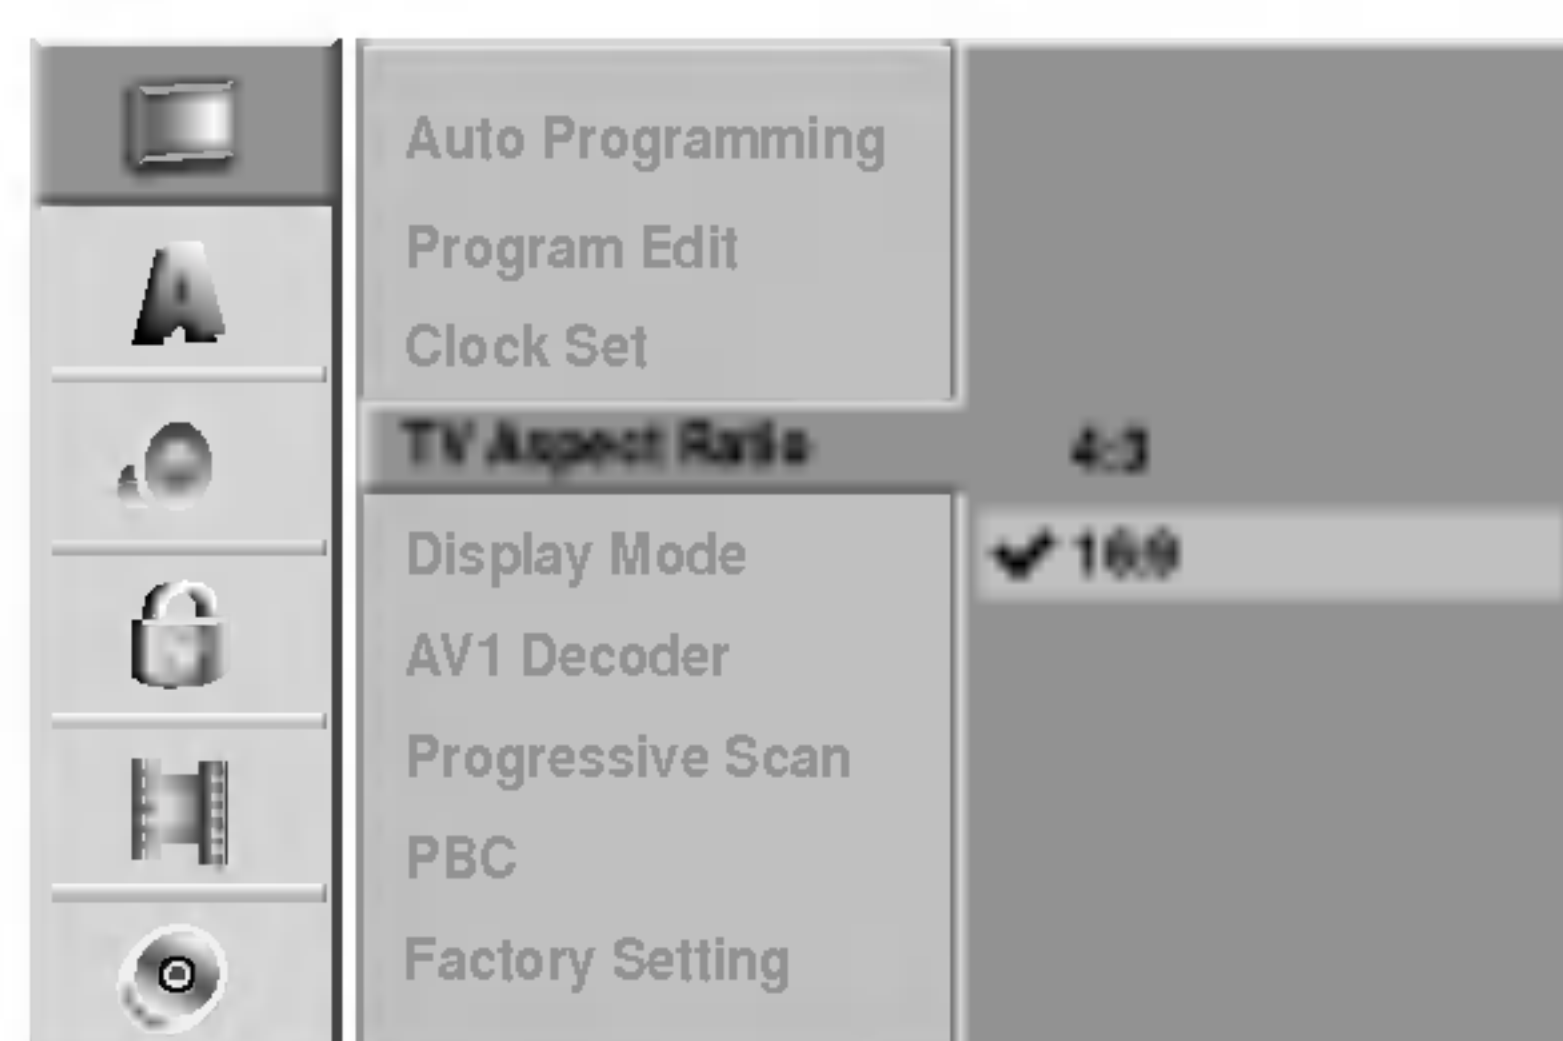 Auto Programming
Program Edit
Clock Set
TV Aspect Ratio
4:3
16:9
Display Mode
AV1 Decoder
Progressive Scan
PBC
Factory Setting